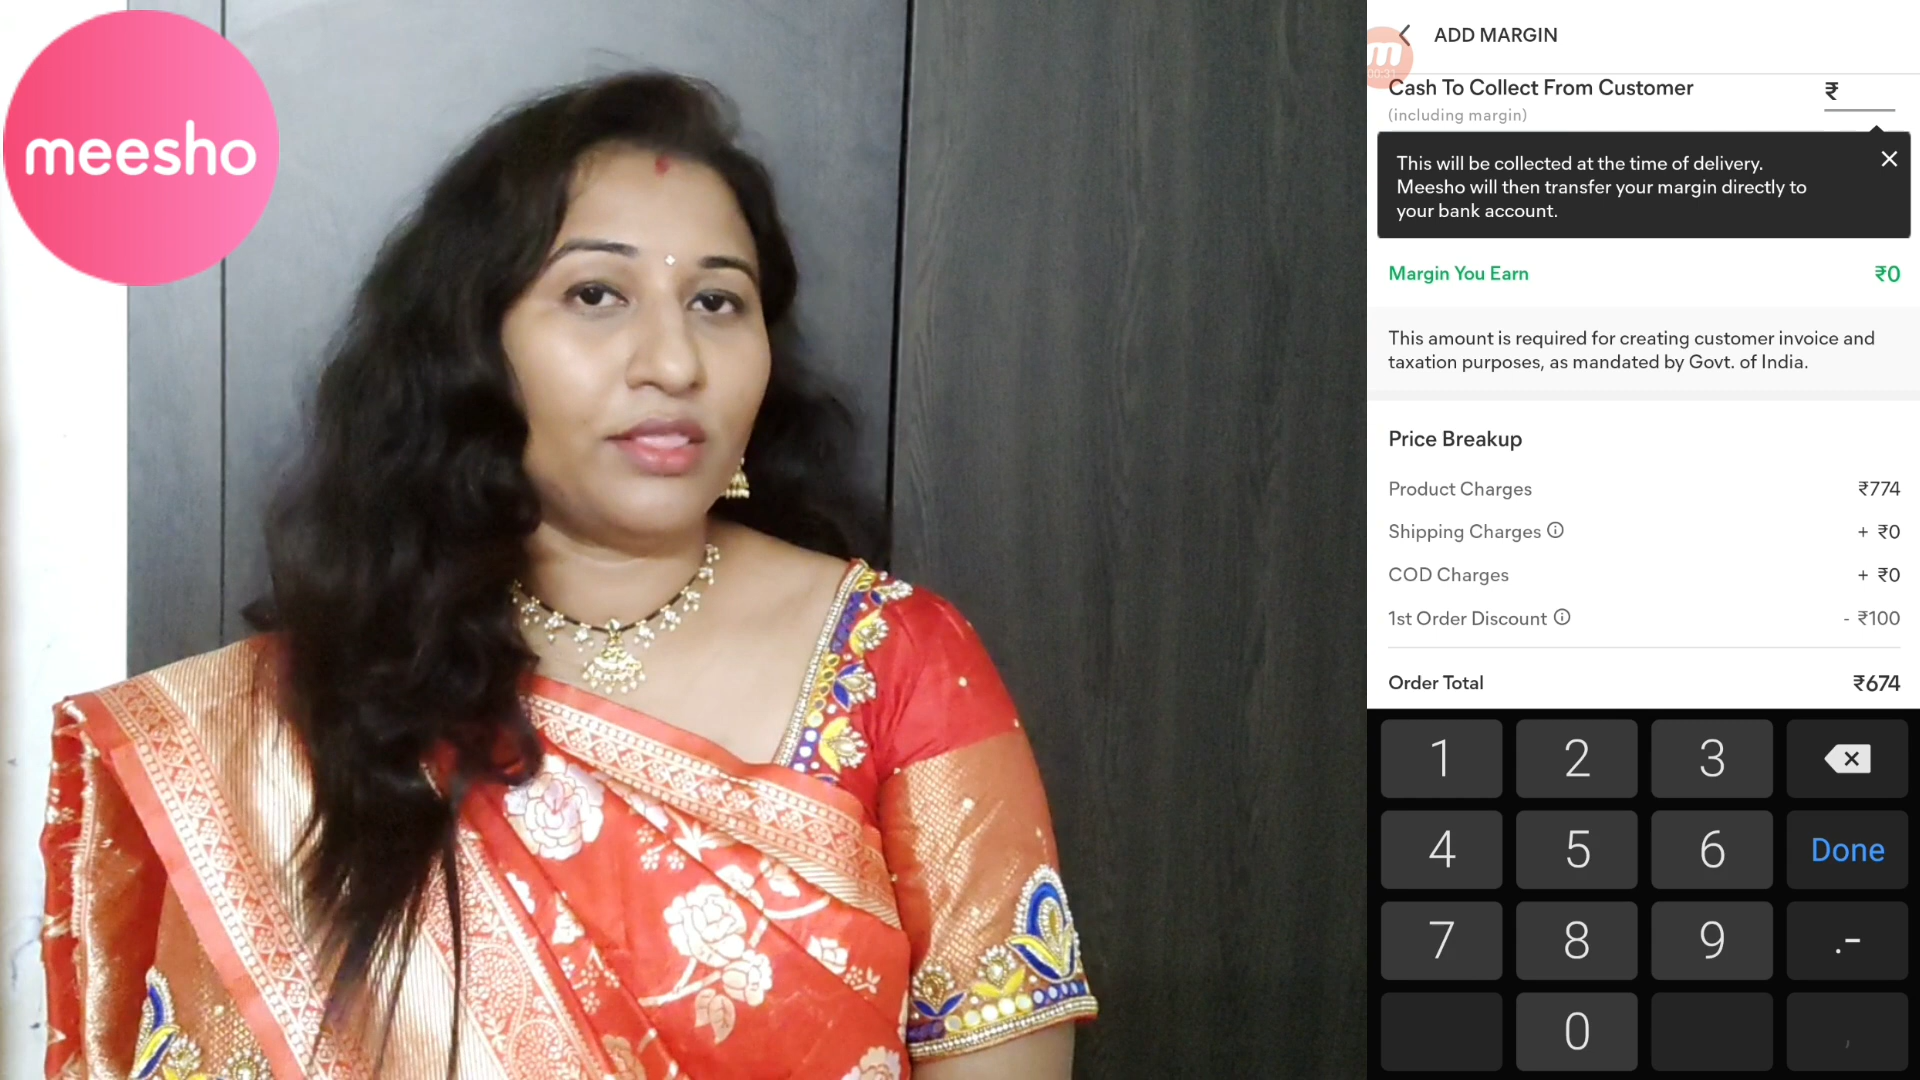 meesho
ADD MARGIN
m
00:31
Cash To Collect From Customer ₹
(including margin)
This will be collected at the time of delivery.
Meesho will then transfer your margin directly to
your bank account.
Margin You Earn ₹0
This amount is required for creating customer invoice and
taxation purposes, as mandated by Govt. of India.
Price Breakup
Product Charges ₹774
Shipping Charges + ₹0
COD Charges + ₹0
1st Order Discount - ₹100
Order Total ₹674
1 2 3
4 5 6 Done
7 8 9 .-
0 ,